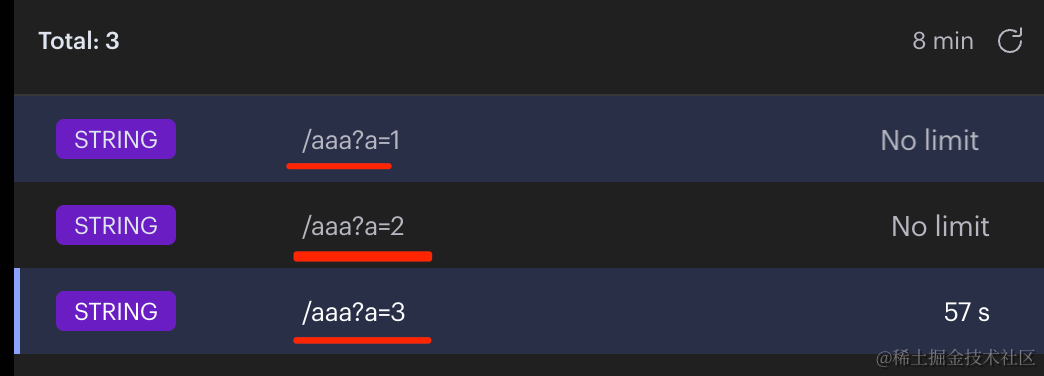 Total: 3 8 min
STRING /aaa?a=1 No limit
STRING /aaa?a=2 No limit
STRING /aaa?a=3 57 s
@稀土掘金技术社区